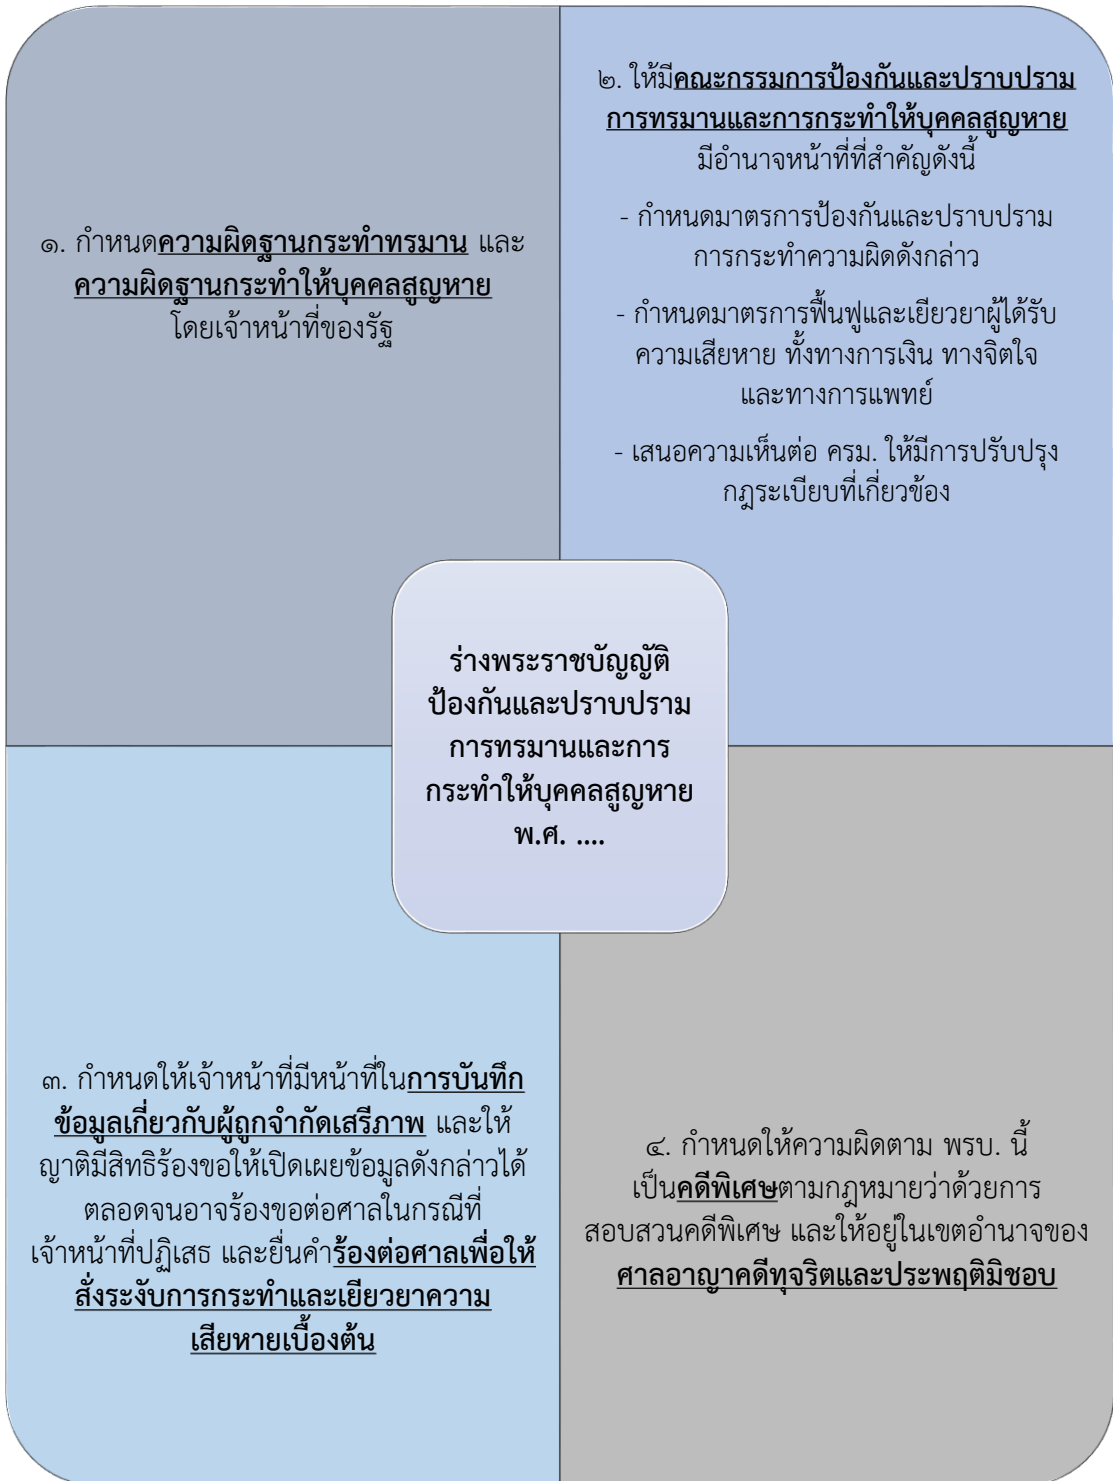 ๑. กำหนดความผิดฐานกระทำทรมาน และ
ความผิดฐานกระทำให้บุคคลสูญหาย
โดยเจ้าหน้าที่ของรัฐ
๒. ให้มีคณะกรรมการป้องกันและปราบปราม
การทรมานและการกระทำให้บุคคลสูญหาย
มีอำนาจหน้าที่ที่สำคัญดังนี้
- กำหนดมาตรการป้องกันและปราบปราม
การกระทำความผิดดังกล่าว
- กำหนดมาตรการฟื้นฟูและเยียวยาผู้ได้รับ
ความเสียหาย ทั้งทางการเงิน ทางจิตใจ
และทางการแพทย์
- เสนอความเห็นต่อ ครม. ให้มีการปรับปรุง
กฎระเบียบที่เกี่ยวข้อง
ร่างพระราชบัญญัติ
ป้องกันและปราบปราม
การทรมานและการ
กระทำให้บุคคลสูญหาย
พ.ศ. ....
๓. กำหนดให้เจ้าหน้าที่มีหน้าที่ในการบันทึก
ข้อมูลเกี่ยวกับผู้ถูกจำกัดเสรีภาพ และให้
ญาติมีสิทธิร้องขอให้เปิดเผยข้อมูลดังกล่าวได้
ตลอดจนอาจร้องขอต่อศาลในกรณีที่
เจ้าหน้าที่ปฏิเสธ และยื่นคำร้องต่อศาลเพื่อให้
สั่งระงับการกระทำและเยียวยาความ
เสียหายเบื้องต้น
๔. กำหนดให้ความผิดตาม พรบ. นี้
เป็นคดีพิเศษตามกฎหมายว่าด้วยการ
สอบสวนคดีพิเศษ และให้อยู่ในเขตอำนาจของ
ศาลอาญาคดีทุจริตและประพฤติมิชอบ